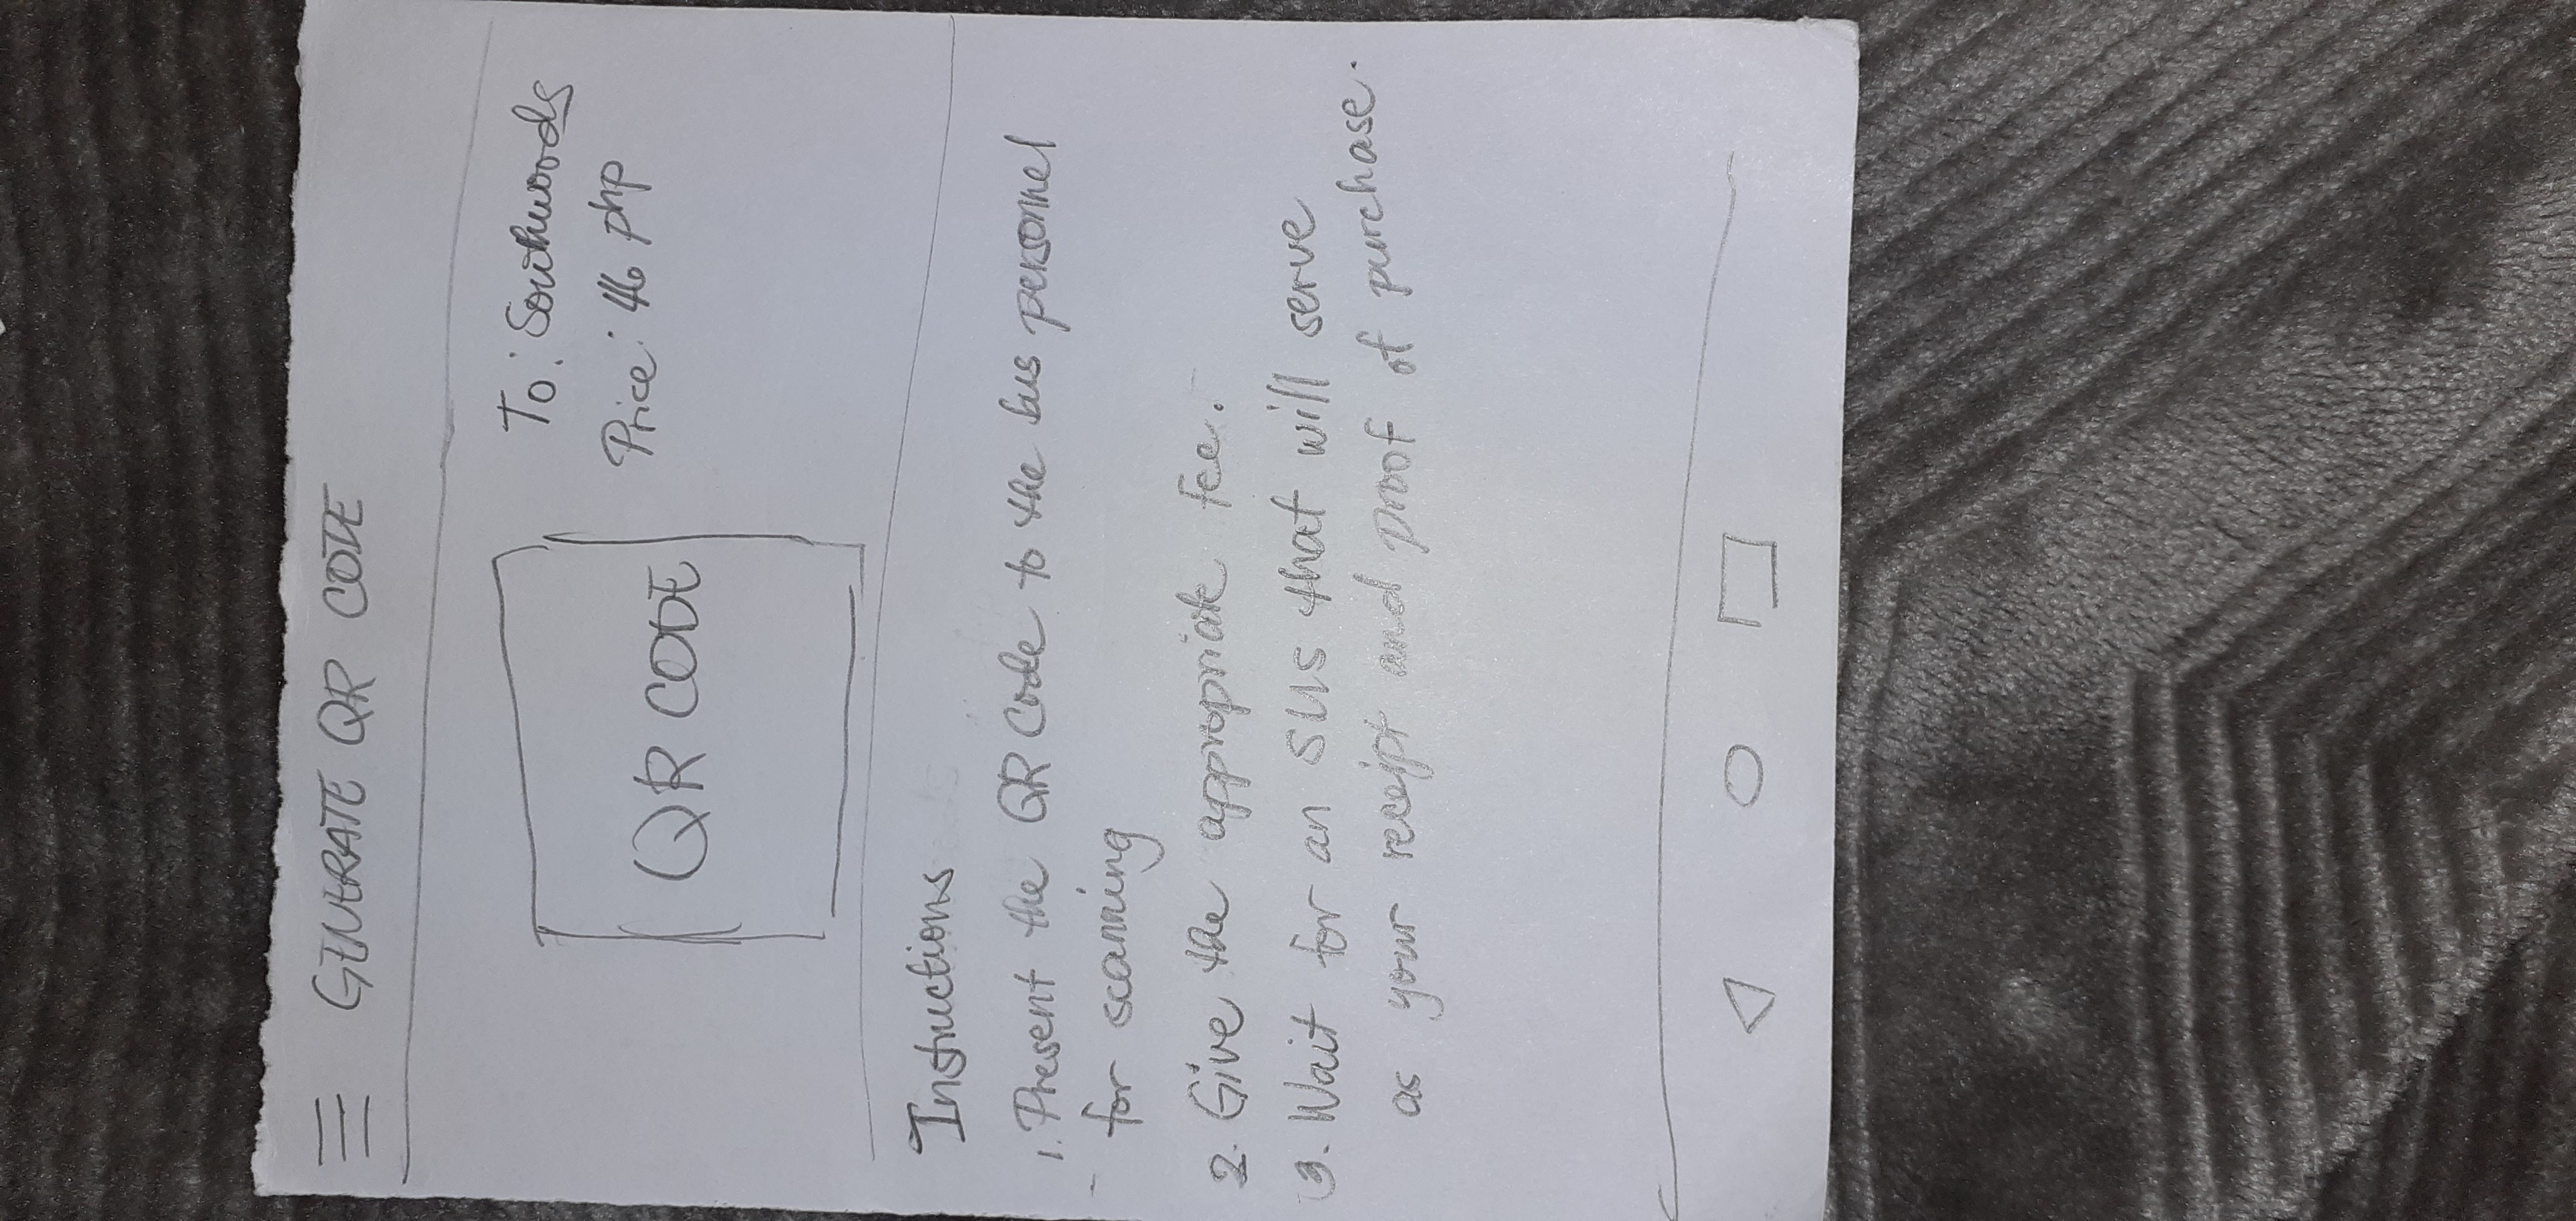 GENERATE QR CODE
To: Southwoods
Price: 46 php
QR CODE
Instructions
1. Present the QR Code to the bus personnel
for scanning
2. Give the appropriate fee.
3. Wait for an SMS that will serve
as your receipt and proof of purchase.